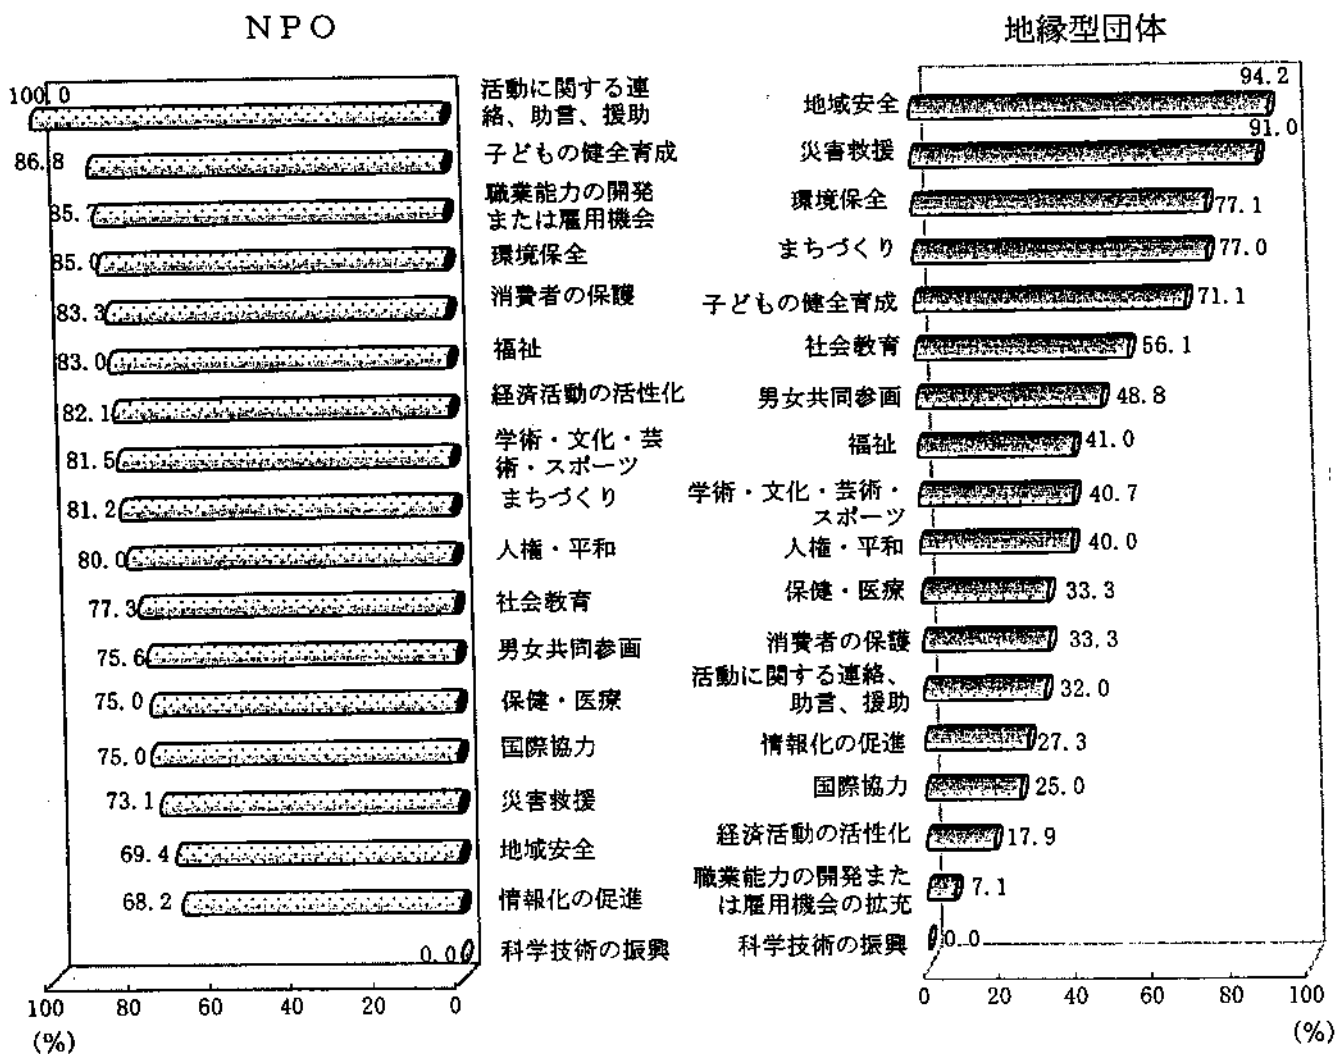 NPO
100.0
活動に関する連
絡、助言、援助
86.8
子どもの健全育成
85.7
職業能力の開発
または雇用機会
85.0
環境保全
83.3
消費者の保護
83.0
福祉
82.1
経済活動の活性化
81.5
学術・文化・芸
術・スポーツ
81.2
まちづくり
80.0
人権・平和
77.3
社会教育
75.6
男女共同参画
75.0
保健・医療
75.0
国際協力
73.1
災害救援
69.4
地域安全
68.2
情報化の促進
0.0
科学技術の振興
100 80 60 40 20 0
(%)
地縁型団体
地域安全
94.2
災害救援
91.0
環境保全
77.1
まちづくり
77.0
子どもの健全育成
71.1
社会教育
56.1
男女共同参画
48.8
福祉
41.0
学術・文化・芸術・
スポーツ
40.7
人権・平和
40.0
保健・医療
33.3
消費者の保護
33.3
活動に関する連絡、
助言、援助
32.0
情報化の促進
27.3
国際協力
25.0
経済活動の活性化
17.9
職業能力の開発また
は雇用機会の拡充
7.1
科学技術の振興
0.0
0 20 40 60 80 100
(%)